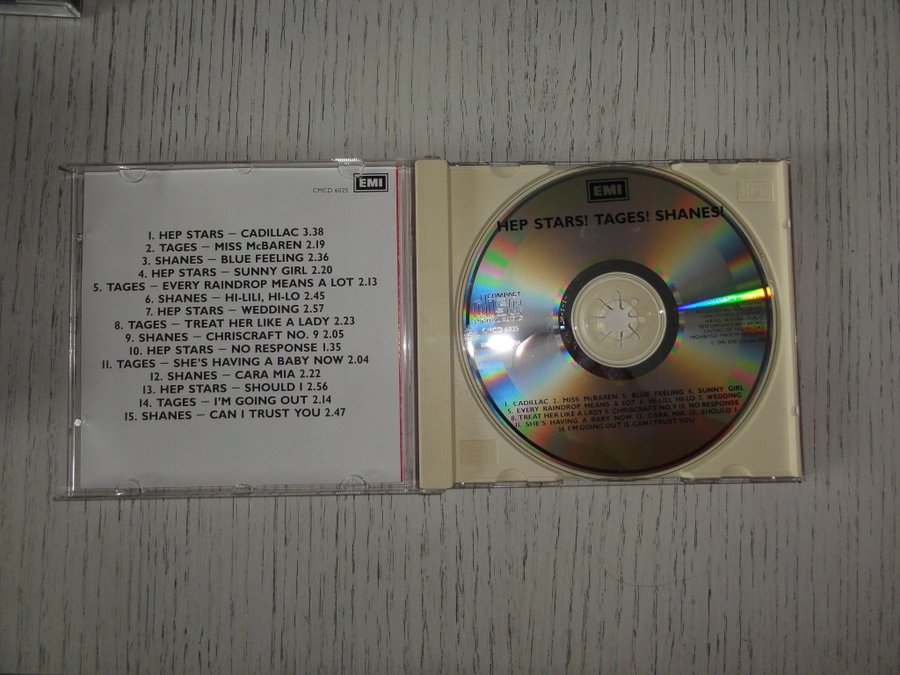 EMI
CMCD 6025
1. HEP STARS – CADILLAC 3.38
2. TAGES – MISS McBAREN 2.19
3. SHANES – BLUE FEELING 2.36
4. HEP STARS – SUNNY GIRL 2.20
5. TAGES – EVERY RAINDROP MEANS A LOT 2.13
6. SHANES – HI-LILI, HI-LO 2.45
7. HEP STARS – WEDDING 2.57
8. TAGES – TREAT HER LIKE A LADY 2.23
9. SHANES – CHRISCRAFT NO. 9 2.05
10. HEP STARS – NO RESPONSE 1.35
11. TAGES – SHE'S HAVING A BABY NOW 2.04
12. SHANES – CARA MIA 2.22
13. HEP STARS – SHOULD I 2.56
14. TAGES – I'M GOING OUT 2.14
15. SHANES – CAN I TRUST YOU 2.47
EMI
HEP STARS! TAGES! SHANES!
COMPACT
disc
CMCD 6025
1. CADILLAC 2. MISS McBAREN 3. BLUE FEELING 4. SUNNY GIRL
5. EVERY RAINDROP MEANS A LOT 6. HI-LILI, HI-LO 7. WEDDING
8. TREAT HER LIKE A LADY 9. CHRISCRAFT NO.9 10. NO RESPONSE
11. SHE'S HAVING A BABY NOW 12. CARA MIA 13. SHOULD I
14. I'M GOING OUT 15. CAN I TRUST YOU